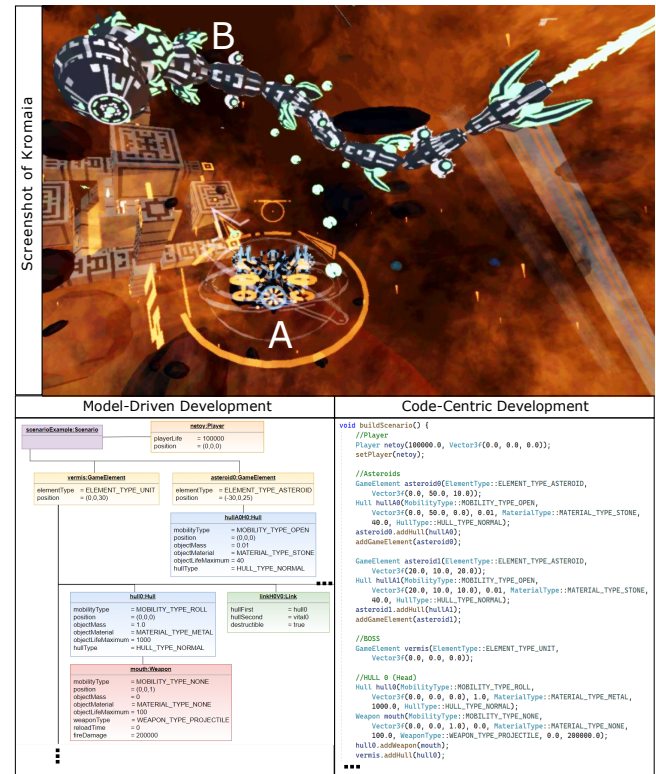 Screenshot of Kromaia
B
A
Model-Driven Development
scenarioExample:Scenario
netoy:Player
playerLife = 100000
position = (0,0,0)
vermis:GameElement
elementType = ELEMENT_TYPE_UNIT
position = (0,0,30)
asteroid0:GameElement
elementType = ELEMENT_TYPE_ASTEROID
position = (-30,0,25)
hullA0H0:Hull
mobilityType = MOBILITY_TYPE_OPEN
position = (0,0,0)
objectMass = 0.01
objectMaterial = MATERIAL_TYPE_STONE
objectLifeMaximum = 40
hullType = HULL_TYPE_NORMAL
hull0:Hull
mobilityType = MOBILITY_TYPE_ROLL
position = (0,0,0)
objectMass = 1.0
objectMaterial = MATERIAL_TYPE_METAL
objectLifeMaximum = 1000
hullType = HULL_TYPE_NORMAL
linkH0V0:Link
hullFirst = hull0
hullSecond = vital0
destructible = true
mouth:Weapon
mobilityType = MOBILITY_TYPE_NONE
position = (0,0,1)
objectMass = 0
objectMaterial = MATERIAL_TYPE_NONE
objectLifeMaximum = 100
weaponType = WEAPON_TYPE_PROJECTILE
reloadTime = 0
fireDamage = 200000
Code-Centric Development
void buildScenario() {
//Player
Player netoy(100000.0, Vector3f(0.0, 0.0, 0.0));
setPlayer(netoy);
//Asteroids
GameElement asteroid0(ElementType::ELEMENT_TYPE_ASTEROID,
Vector3f(0.0, 50.0, 10.0));
Hull hullA0(MobilityType::MOBILITY_TYPE_OPEN,
Vector3f(0.0, 50.0, 0.0), 0.01, MaterialType::MATERIAL_TYPE_STONE,
40.0, HullType::HULL_TYPE_NORMAL);
asteroid0.addHull(hullA0);
addGameElement(asteroid0);
GameElement asteroid1(ElementType::ELEMENT_TYPE_ASTEROID,
Vector3f(20.0, 10.0, 20.0));
Hull hullA1(MobilityType::MOBILITY_TYPE_OPEN,
Vector3f(20.0, 10.0, 10.0), 0.01, MaterialType::MATERIAL_TYPE_STONE,
40.0, HullType::HULL_TYPE_NORMAL);
asteroid1.addHull(hullA1);
addGameElement(asteroid1);
//BOSS
GameElement vermis(ElementType::ELEMENT_TYPE_UNIT,
Vector3f(0.0, 0.0, 0.0));
//HULL 0 (Head)
Hull hull0(MobilityType::MOBILITY_TYPE_ROLL,
Vector3f(0.0, 0.0, 0.0), 1.0, MaterialType::MATERIAL_TYPE_METAL,
1000.0, HullType::HULL_TYPE_NORMAL);
Weapon mouth(MobilityType::MOBILITY_TYPE_NONE,
Vector3f(0.0, 0.0, 1.0), 0.0, MaterialType::MATERIAL_TYPE_NONE,
100.0, WeaponType::WEAPON_TYPE_PROJECTILE, 0.0, 200000.0);
hull0.addWeapon(mouth);
vermis.addHull(hull0);